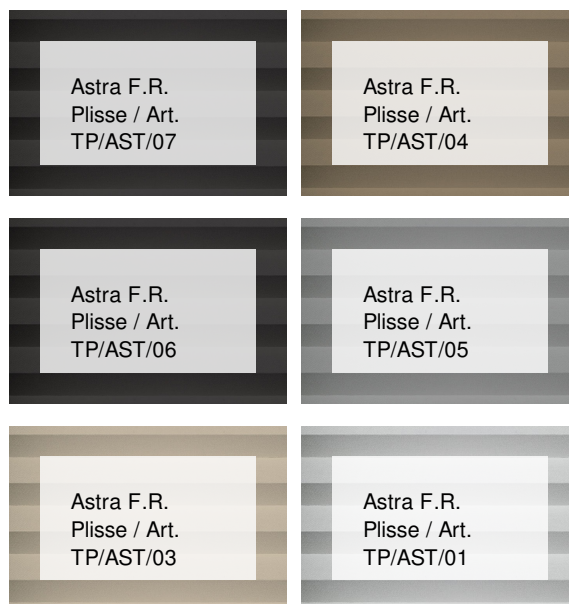 Astra F.R.
Plisse / Art.
TP/AST/07
Astra F.R.
Plisse / Art.
TP/AST/04
Astra F.R.
Plisse / Art.
TP/AST/06
Astra F.R.
Plisse / Art.
TP/AST/05
Astra F.R.
Plisse / Art.
TP/AST/03
Astra F.R.
Plisse / Art.
TP/AST/01